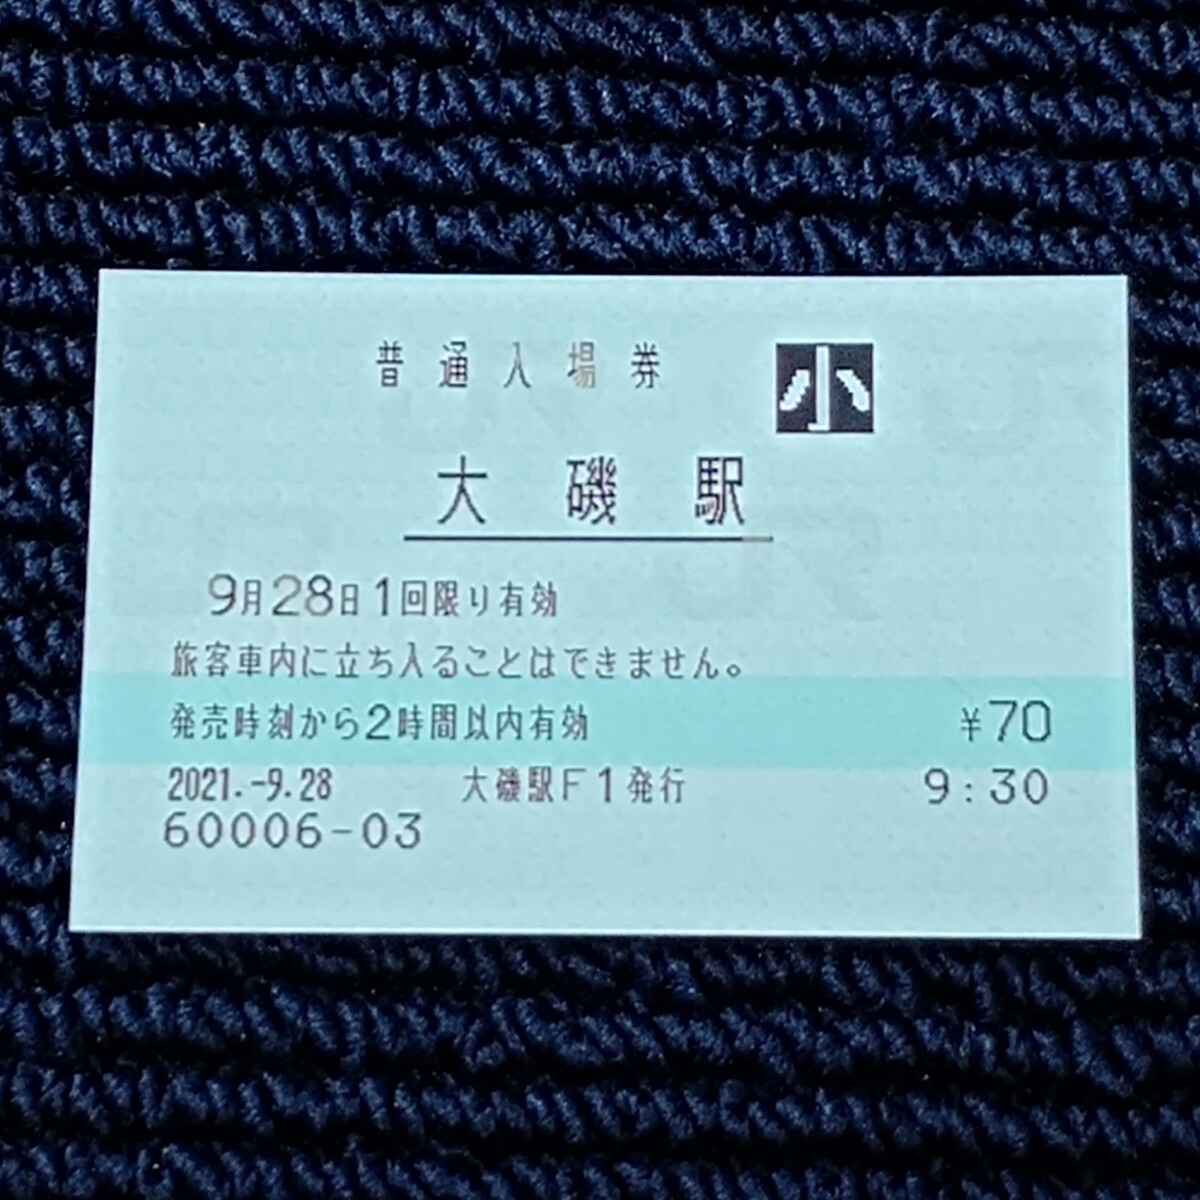 普通入場券 小
大磯駅
9月28日1回限り有効
旅客車内に立ち入ることはできません。
発売時刻から2時間以内有効 ¥70
2021.-9.28 大磯駅F1発行 9:30
60006-03